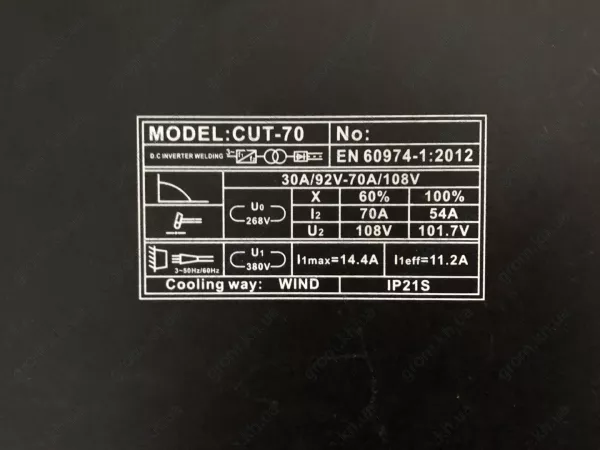 MODEL:CUT-70 No:
D.C INVERTER WELDING EN 60974-1:2012
30A/92V-70A/108V
X 60% 100%
U₀ 268V I₂ 70A 54A
U₂ 108V 101.7V
3~50Hz/60Hz U₁ 380V I₁max=14.4A I₁eff=11.2A
Cooling way: WIND IP21S